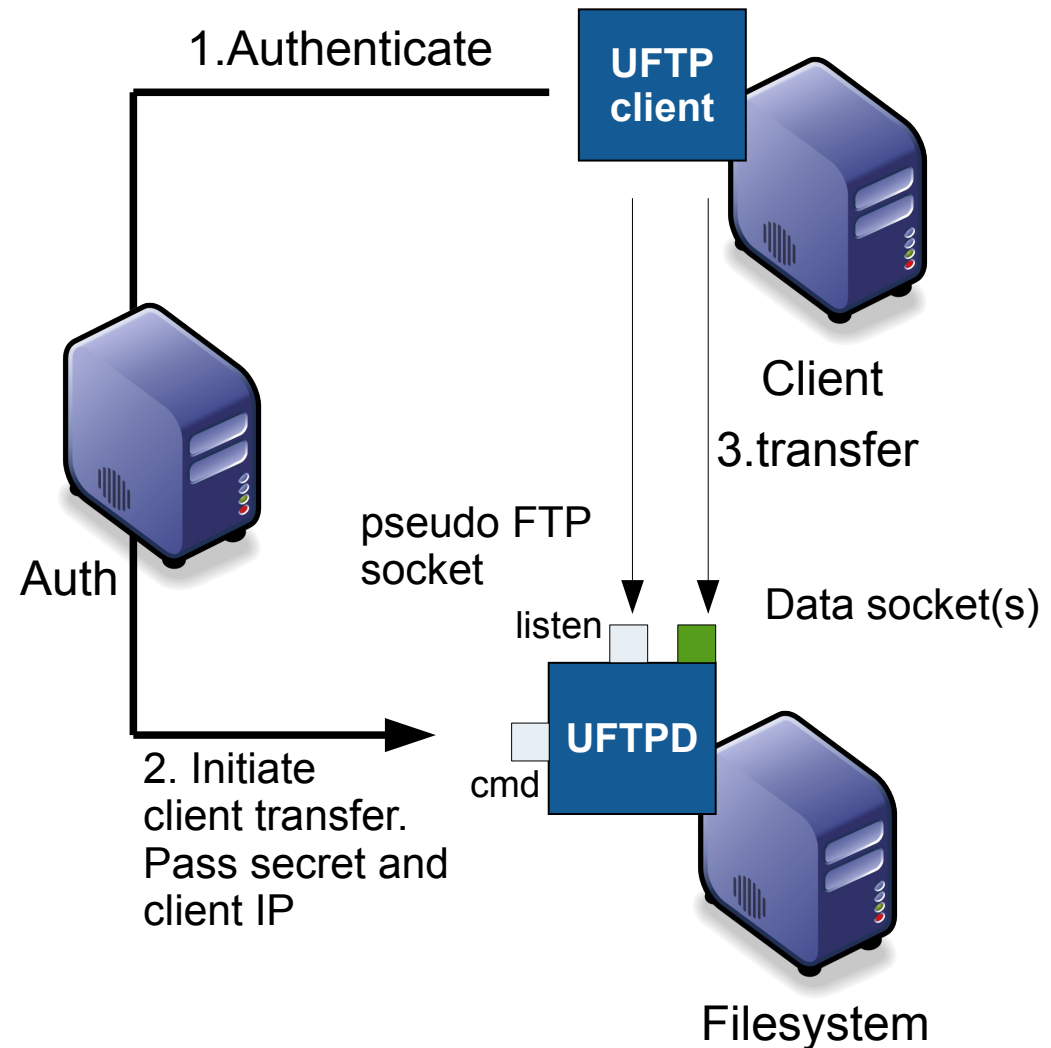 1.Authenticate
UFTP
client
Client
3.transfer
Auth
pseudo FTP
socket
listen
Data socket(s)
UFTPD
cmd
2. Initiate
client transfer.
Pass secret and
client IP
Filesystem